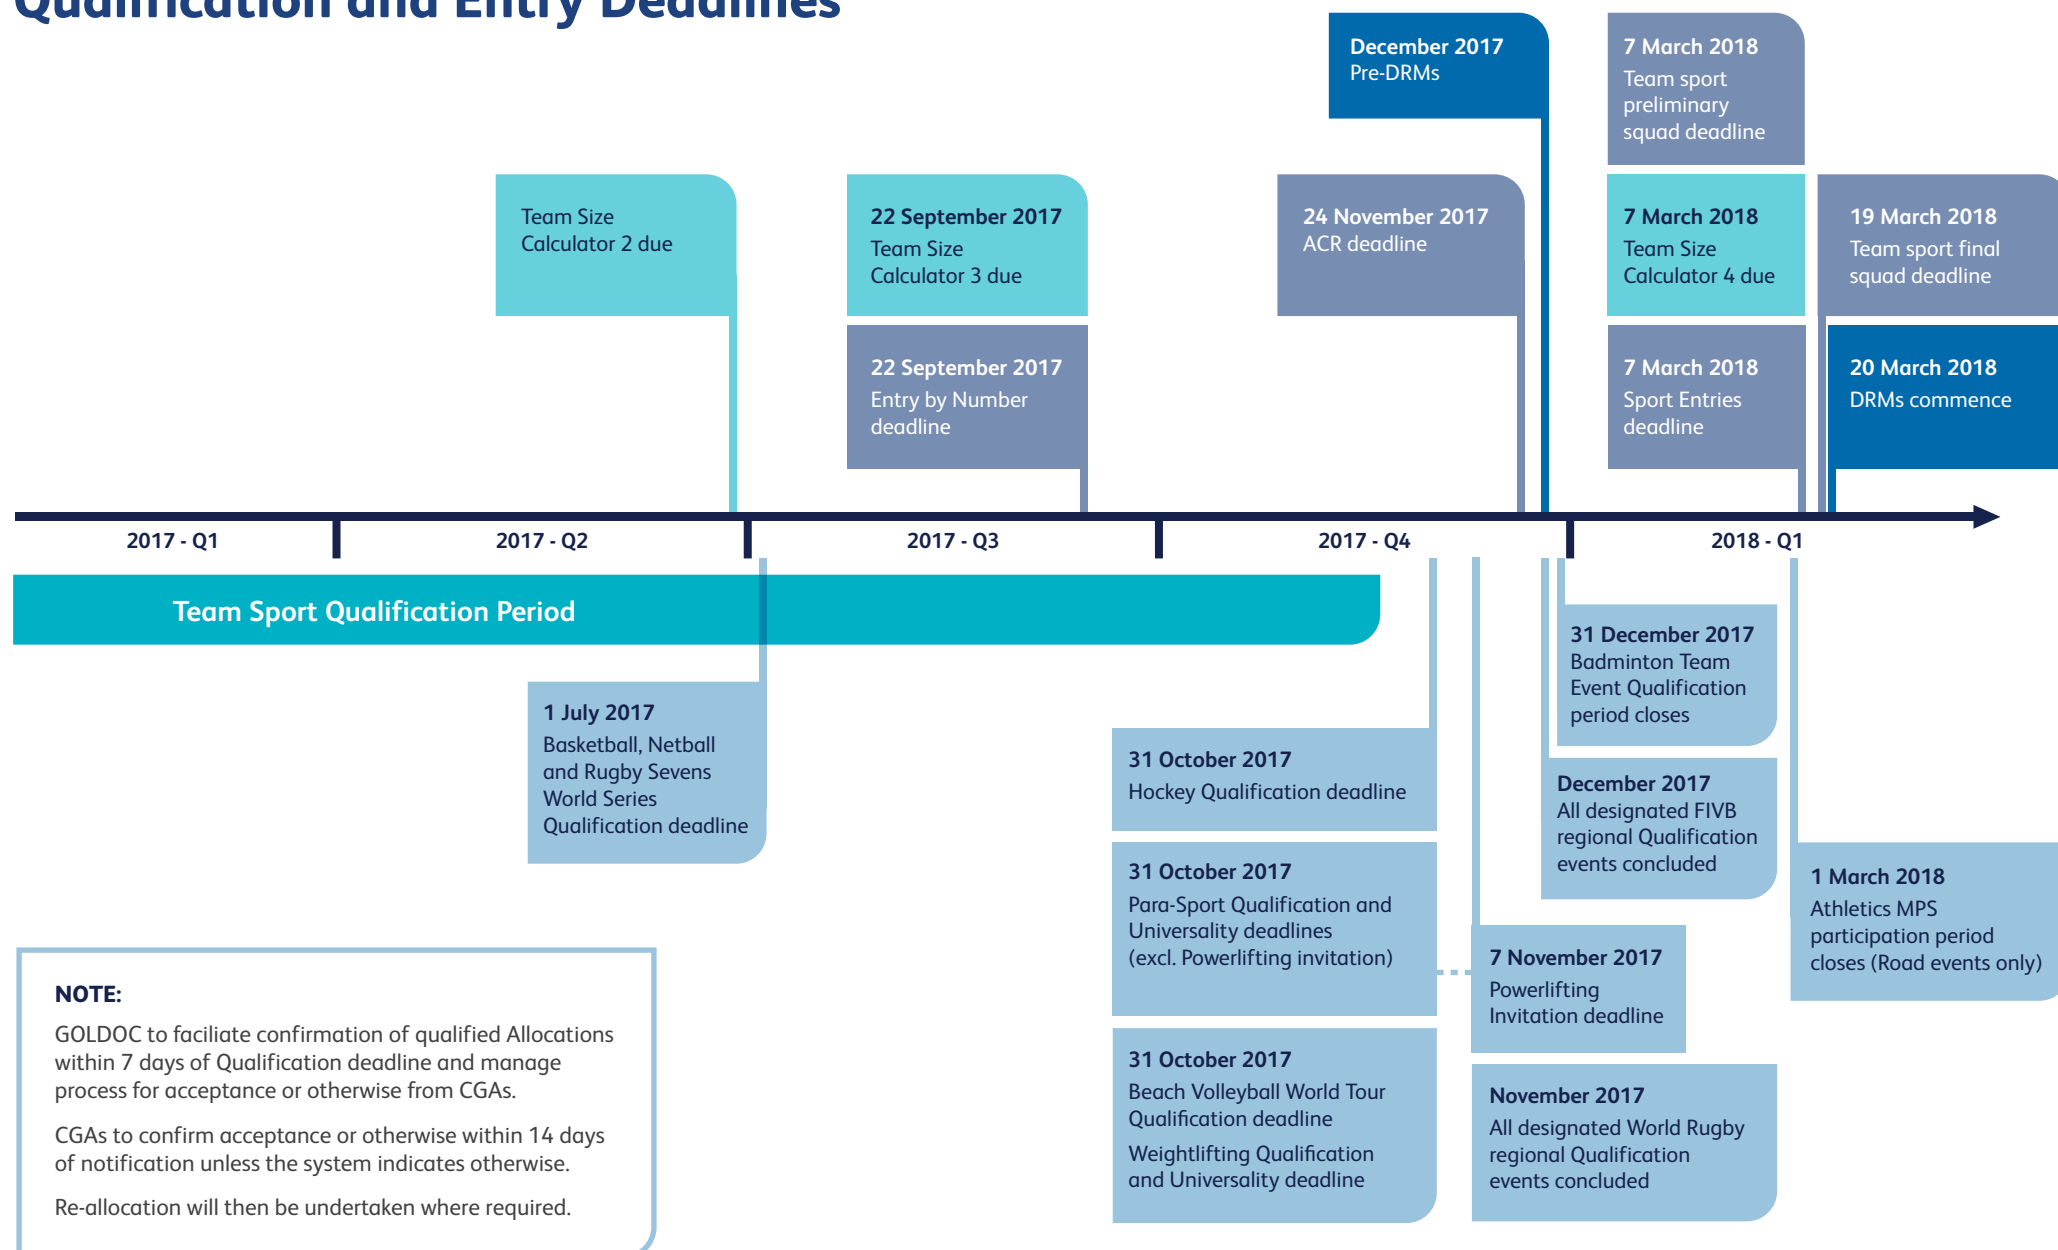 Qualification and Entry Deadlines
December 2017
Pre-DRMs
7 March 2018
Team sport
preliminary
squad deadline
Team Size
Calculator 2 due
22 September 2017
Team Size
Calculator 3 due
24 November 2017
ACR deadline
7 March 2018
Team Size
Calculator 4 due
19 March 2018
Team sport final
squad deadline
22 September 2017
Entry by Number
deadline
7 March 2018
Sport Entries
deadline
20 March 2018
DRMs commence
2017 - Q1
2017 - Q2
2017 - Q3
2017 - Q4
2018 - Q1
Team Sport Qualification Period
1 July 2017
Basketball, Netball
and Rugby Sevens
World Series
Qualification deadline
31 October 2017
Hockey Qualification deadline
31 October 2017
Para-Sport Qualification and
Universality deadlines
(excl. Powerlifting invitation)
31 October 2017
Beach Volleyball World Tour
Qualification deadline
Weightlifting Qualification
and Universality deadline
31 December 2017
Badminton Team
Event Qualification
period closes
December 2017
All designated FIVB
regional Qualification
events concluded
7 November 2017
Powerlifting
Invitation deadline
November 2017
All designated World Rugby
regional Qualification
events concluded
1 March 2018
Athletics MPS
participation period
closes (Road events only)
NOTE:
GOLDOC to faciliate confirmation of qualified Allocations
within 7 days of Qualification deadline and manage
process for acceptance or otherwise from CGAs.
CGAs to confirm acceptance or otherwise within 14 days
of notification unless the system indicates otherwise.
Re-allocation will then be undertaken where required.